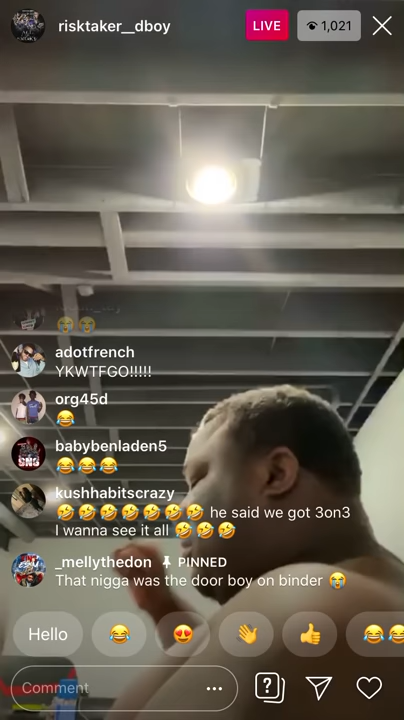 risktaker__dboy
LIVE
1,021
😭😭
adotfrench
YKWTFGO!!!!!
org45d
😂
babybenladen5
😂😂😂
kushhabitscrazy
🤣🤣🤣🤣🤣🤣🤣 he said we got 3on3
I wanna see it all 🤣🤣🤣
_mellythedon PINNED
That nigga was the door boy on binder 😭
Hello 😂 😍 👋 👍 😂😂
Comment